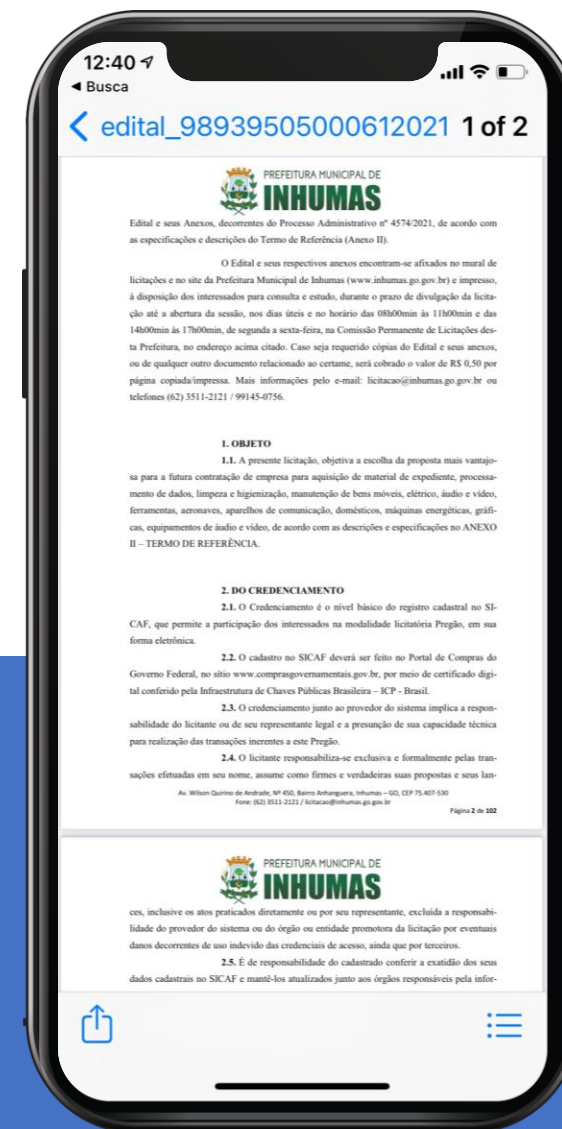 12:40
◀ Busca
edital_98939505000612021 1 of 2
PREFEITURA MUNICIPAL DE
INHUMAS
Edital e seus Anexos, decorrentes do Processo Administrativo nº 4574/2021, de acordo com
as especificações e descrições do Termo de Referência (Anexo II).
O Edital e seus respectivos anexos encontram-se afixados no mural de
licitações e no site da Prefeitura Municipal de Inhumas (www.inhumas.go.gov.br) e impresso,
à disposição dos interessados para consulta e estudo, durante o prazo de divulgação da licita-
ção até a abertura da sessão, nos dias úteis e no horário das 08h00min às 11h00min e das
14h00min às 17h00min, de segunda a sexta-feira, na Comissão Permanente de Licitações des-
ta Prefeitura, no endereço acima citado. Caso seja requerido cópias do Edital e seus anexos,
ou de qualquer outro documento relacionado ao certame, será cobrado o valor de R$ 0,50 por
página copiada/impressa. Mais informações pelo e-mail: licitacao@inhumas.go.gov.br ou
telefones (62) 3511-2121 / 99145-0756.
1. OBJETO
1.1. A presente licitação, objetiva a escolha da proposta mais vantajo-
sa para a futura contratação de empresa para aquisição de material de expediente, processa-
mento de dados, limpeza e higienização, manutenção de bens móveis, elétrico, áudio e vídeo,
ferramentas, aeronaves, aparelhos de comunicação, domésticos, máquinas energéticas, gráfi-
cas, equipamentos de áudio e vídeo, de acordo com as descrições e especificações no ANEXO
II – TERMO DE REFERÊNCIA.
2. DO CREDENCIAMENTO
2.1. O Credenciamento é o nível básico do registro cadastral no SI-
CAF, que permite a participação dos interessados na modalidade licitatória Pregão, em sua
forma eletrônica.
2.2. O cadastro no SICAF deverá ser feito no Portal de Compras do
Governo Federal, no sítio www.comprasgovernamentais.gov.br, por meio de certificado digi-
tal conferido pela Infraestrutura de Chaves Públicas Brasileira – ICP - Brasil.
2.3. O credenciamento junto ao provedor do sistema implica a respon-
sabilidade do licitante ou de seu representante legal e a presunção de sua capacidade técnica
para realização das transações inerentes a este Pregão.
2.4. O licitante responsabiliza-se exclusiva e formalmente pelas tran-
sações efetuadas em seu nome, assume como firmes e verdadeiras suas propostas e seus lan-
Av. Wilson Quirino de Andrade, Nº 450, Bairro Anhanguera, Inhumas – GO, CEP 75.407-530
Fone: (62) 3511-2121 / licitacao@inhumas.go.gov.br
Página 2 de 102
PREFEITURA MUNICIPAL DE
INHUMAS
ces, inclusive os atos praticados diretamente ou por seu representante, excluída a responsabi-
lidade do provedor do sistema ou do órgão ou entidade promotora da licitação por eventuais
danos decorrentes de uso indevido das credenciais de acesso, ainda que por terceiros.
2.5. É de responsabilidade do cadastrado conferir a exatidão dos seus
dados cadastrais no SICAF e mantê-los atualizados junto aos órgãos responsáveis pela infor-